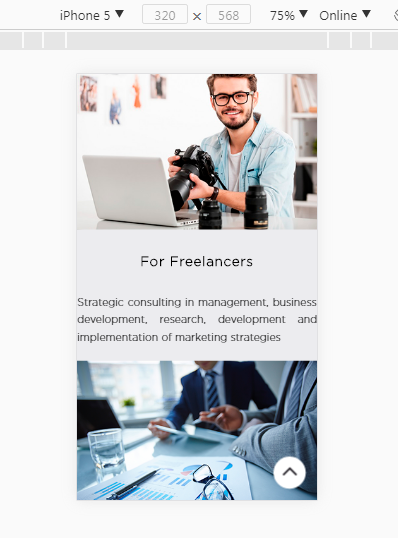 iPhone 5 320 × 568 75% Online
For Freelancers
Strategic consulting in management, business
development, research, development and
implementation of marketing strategies